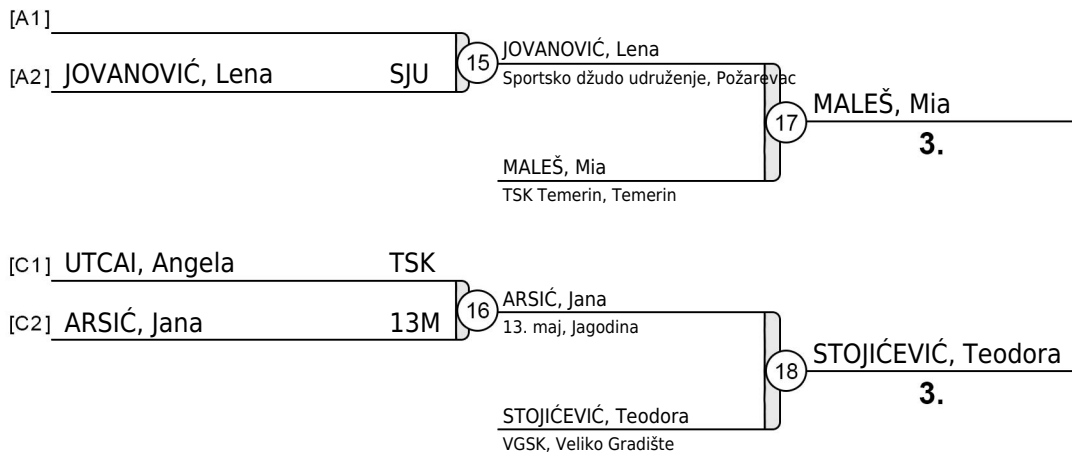 [A1]
[A2] JOVANOVIĆ, Lena SJU
15
JOVANOVIĆ, Lena
Sportsko džudo udruženje, Požarevac
17
MALEŠ, Mia
3.
MALEŠ, Mia
TSK Temerin, Temerin
[C1] UTCAI, Angela TSK
[C2] ARSIĆ, Jana 13M
16
ARSIĆ, Jana
13. maj, Jagodina
18
STOJIĆEVIĆ, Teodora
3.
STOJIĆEVIĆ, Teodora
VGSK, Veliko Gradište